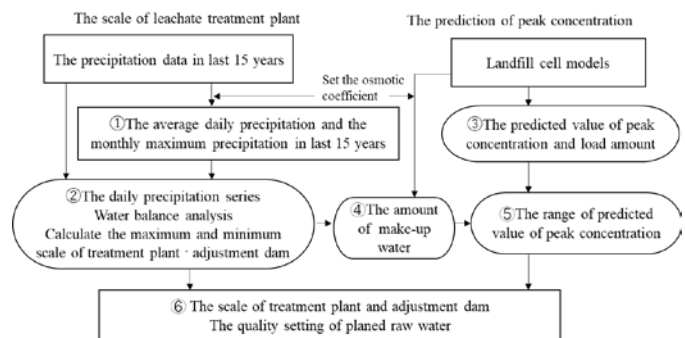 The scale of leachate treatment plant
The prediction of peak concentration
The precipitation data in last 15 years
Landfill cell models
Set the osmotic
coefficient
①The average daily precipitation and the
monthly maximum precipitation in last 15 years
③The predicted value of peak
concentration and load amount
②The daily precipitation series
Water balance analysis
Calculate the maximum and minimum
scale of treatment plant · adjustment dam
④The amount
of make-up
water
⑤The range of predicted
value of peak concentration
⑥ The scale of treatment plant and adjustment dam
The quality setting of planed raw water